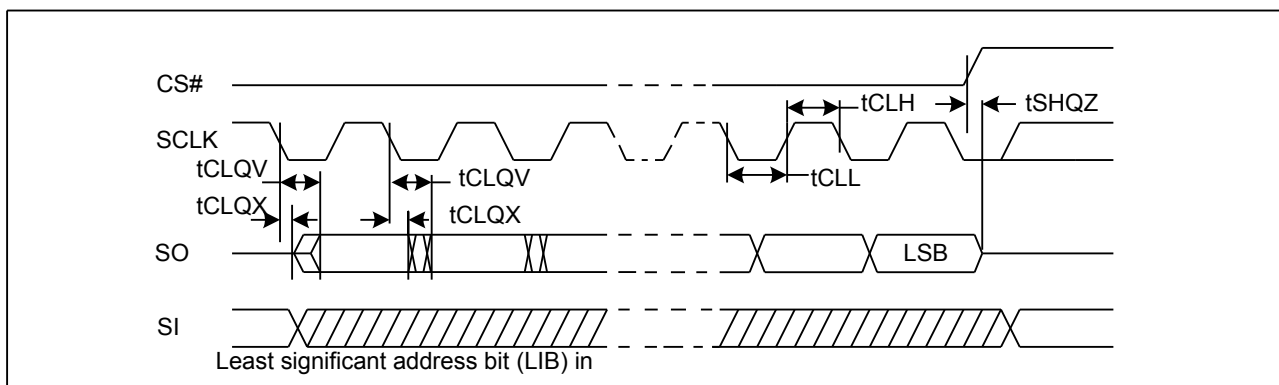 CS#
tCLH
tSHQZ
SCLK
tCLQV
tCLQV
tCLL
tCLQX
tCLQX
SO
LSB
SI
Least significant address bit (LIB) in